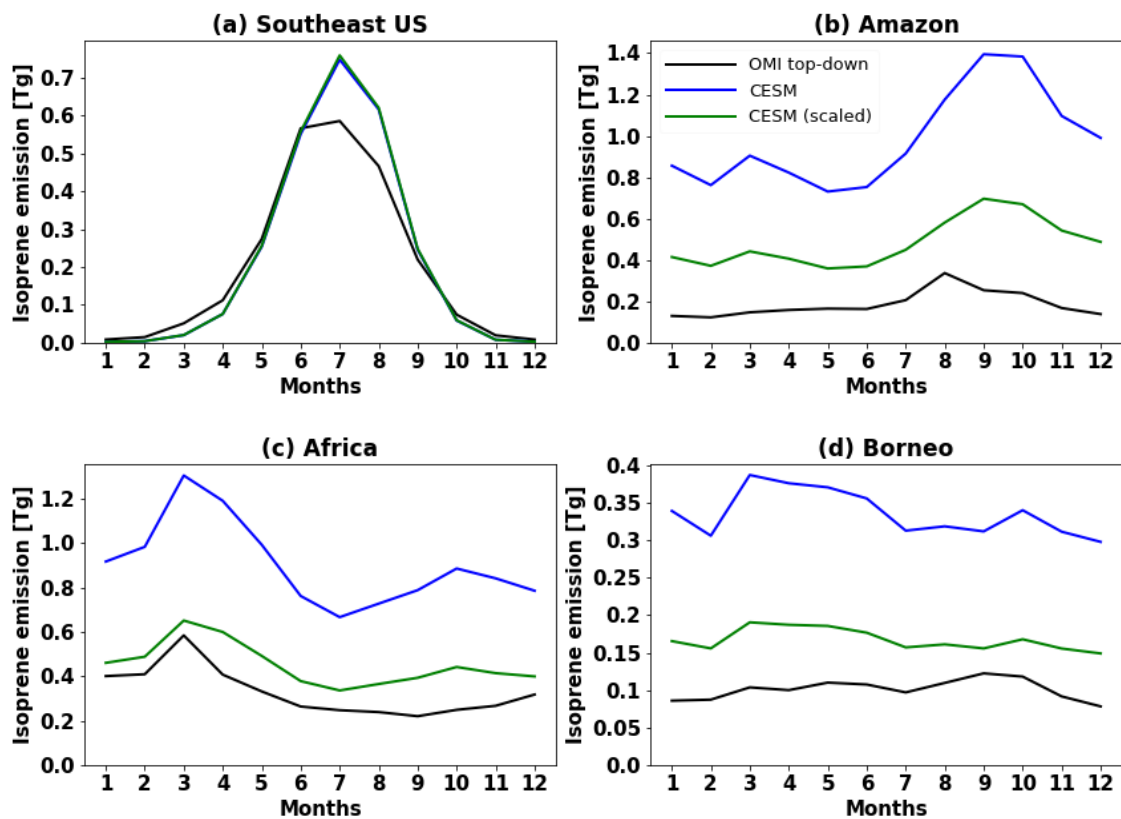 (a) Southeast US
Isoprene emission [Tg]
0.7
0.6
0.5
0.4
0.3
0.2
0.1
0.0
1 2 3 4 5 6 7 8 9 10 11 12
Months
(b) Amazon
Isoprene emission [Tg]
1.4
1.2
1.0
0.8
0.6
0.4
0.2
0.0
OMI top-down
CESM
CESM (scaled)
1 2 3 4 5 6 7 8 9 10 11 12
Months
(c) Africa
Isoprene emission [Tg]
1.2
1.0
0.8
0.6
0.4
0.2
0.0
1 2 3 4 5 6 7 8 9 10 11 12
Months
(d) Borneo
Isoprene emission [Tg]
0.4
0.35
0.3
0.25
0.2
0.15
0.1
0.05
0.0
1 2 3 4 5 6 7 8 9 10 11 12
Months